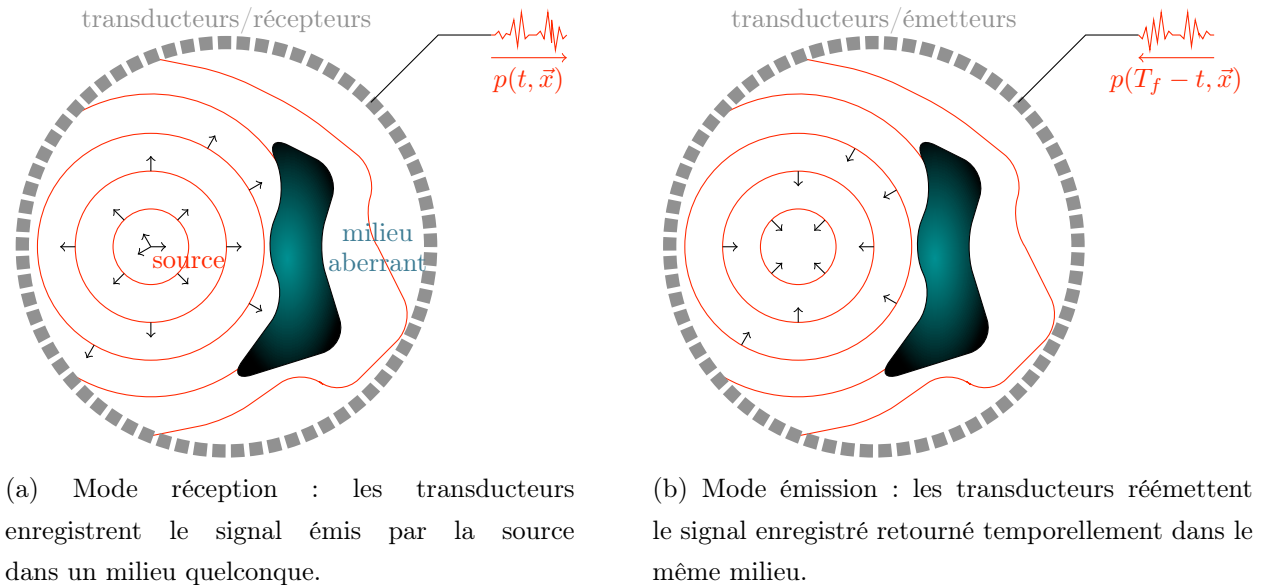 transducteurs/récepteurs
p(t, x⃗)
source
milieu
aberrant
(a) Mode réception : les transducteurs
enregistrent le signal émis par la source
dans un milieu quelconque.
transducteurs/émetteurs
p(T_f − t, x⃗)
(b) Mode émission : les transducteurs réémettent
le signal enregistré retourné temporellement dans le
même milieu.